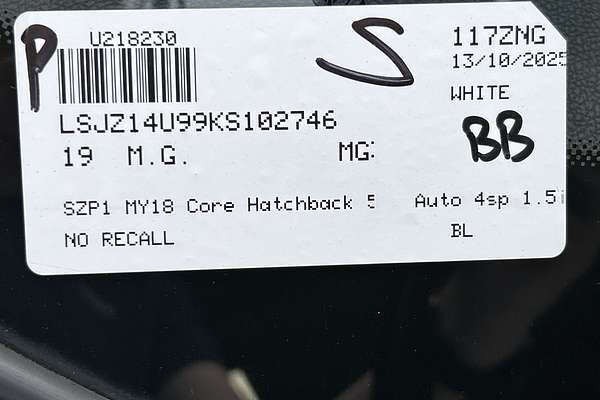 P
U218230
S
117ZNG
13/10/2025
WHITE
LSJZ14U99KS102746
BB
19 M.G. MG
SZP1 MY18 Core Hatchback 5 Auto 4sp 1.5i
NO RECALL BL